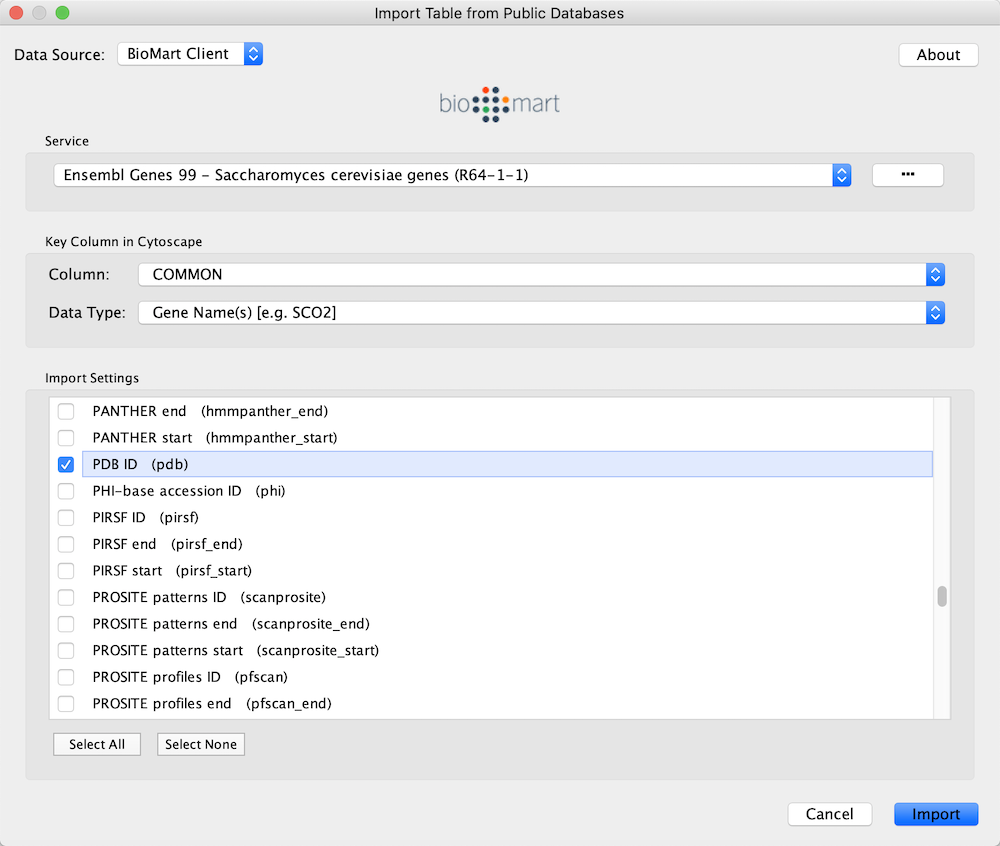 Import Table from Public Databases
Data Source: BioMart Client About
bio mart
Service
Ensembl Genes 99 – Saccharomyces cerevisiae genes (R64-1-1) ...
Key Column in Cytoscape
Column: COMMON
Data Type: Gene Name(s) [e.g. SCO2]
Import Settings
PANTHER end (hmmpanther_end)
PANTHER start (hmmpanther_start)
PDB ID (pdb)
PHI-base accession ID (phi)
PIRSF ID (pirsf)
PIRSF end (pirsf_end)
PIRSF start (pirsf_start)
PROSITE patterns ID (scanprosite)
PROSITE patterns end (scanprosite_end)
PROSITE patterns start (scanprosite_start)
PROSITE profiles ID (pfscan)
PROSITE profiles end (pfscan_end)
Select All Select None
Cancel Import